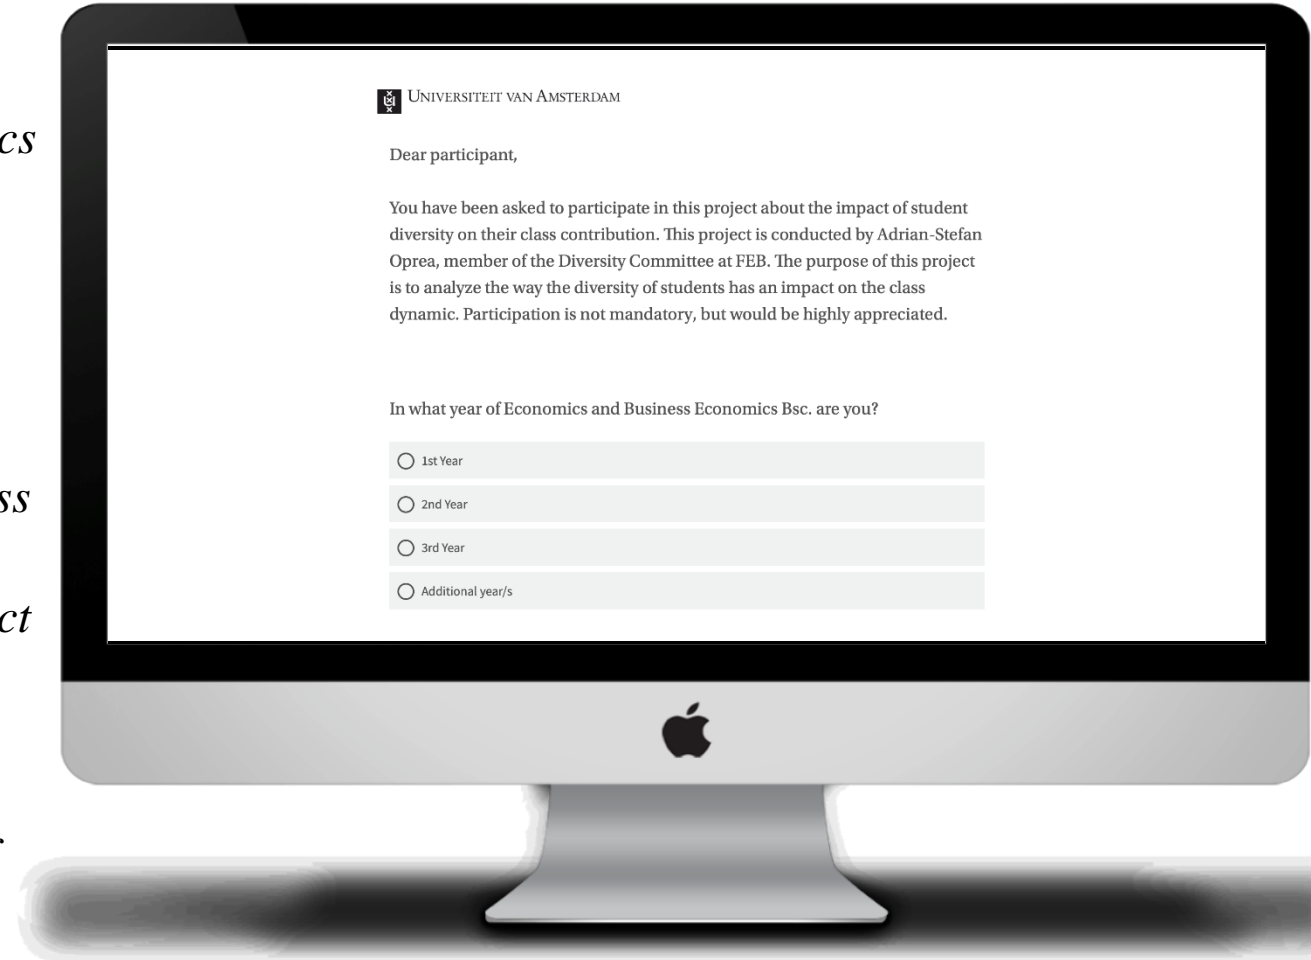 cs
UNIVERSITEIT VAN AMSTERDAM
Dear participant,
You have been asked to participate in this project about the impact of student
diversity on their class contribution. This project is conducted by Adrian-Stefan
Oprea, member of the Diversity Committee at FEB. The purpose of this project
is to analyze the way the diversity of students has an impact on the class
dynamic. Participation is not mandatory, but would be highly appreciated.
In what year of Economics and Business Economics Bsc. are you?
1st Year
ss
2nd Year
3rd Year
Additional year/s
ct